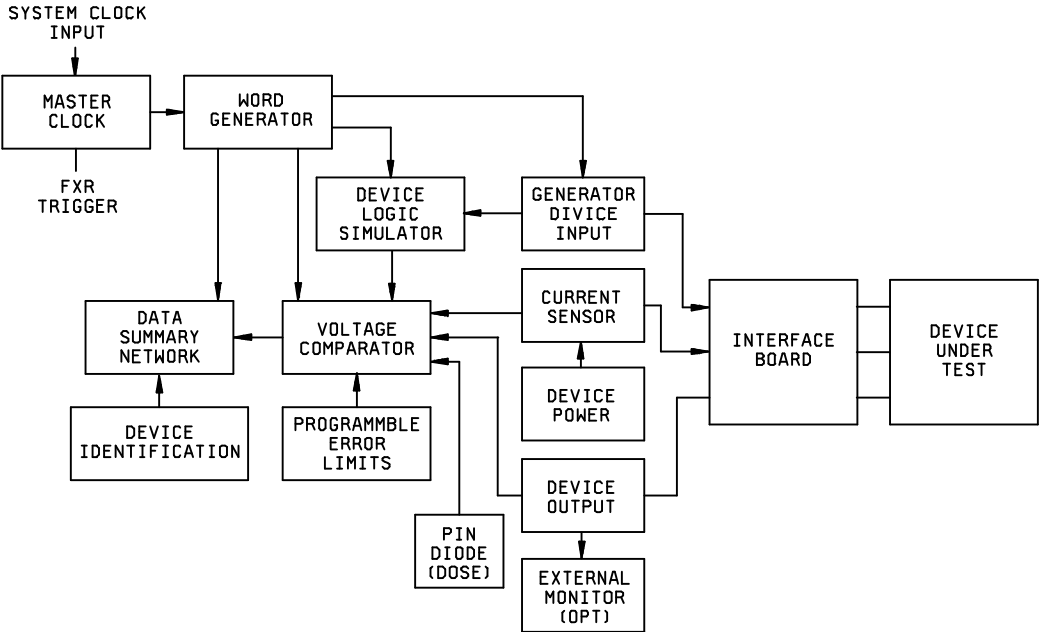 SYSTEM CLOCK
INPUT
MASTER
CLOCK
FXR
TRIGGER
WORD
GENERATOR
DEVICE
LOGIC
SIMULATOR
GENERATOR
DIVICE
INPUT
DATA
SUMMARY
NETWORK
VOLTAGE
COMPARATOR
CURRENT
SENSOR
INTERFACE
BOARD
DEVICE
UNDER
TEST
DEVICE
IDENTIFICATION
PROGRAMMBLE
ERROR
LIMITS
DEVICE
POWER
DEVICE
OUTPUT
PIN
DIODE
(DOSE)
EXTERNAL
MONITOR
(OPT)